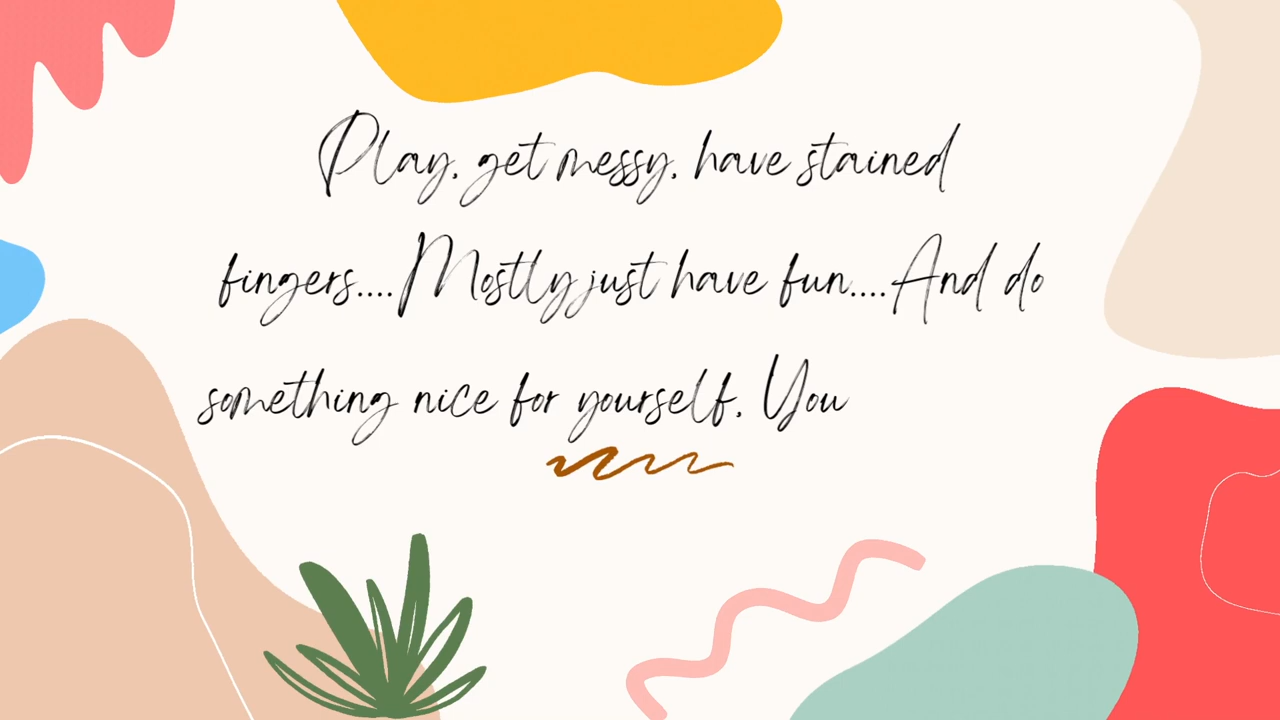 Play, get messy, have stained
fingers....Mostly just have fun....And do
something nice for yourself. You